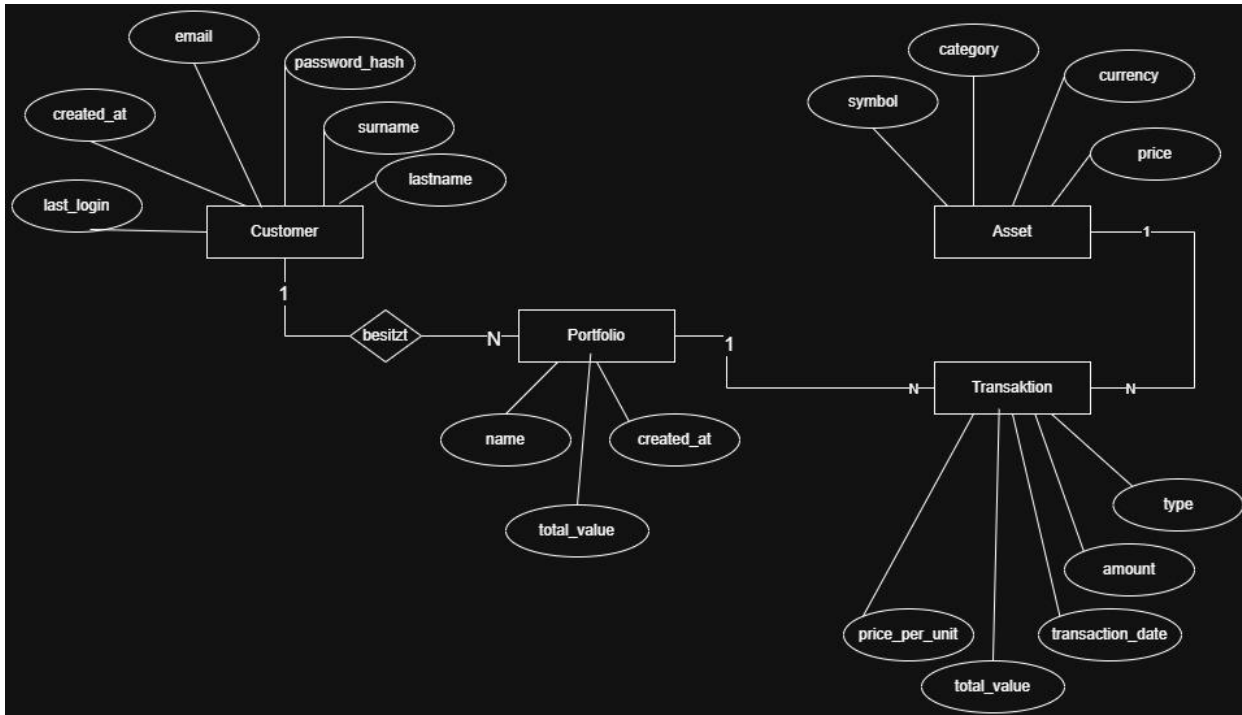 email
password_hash
created_at
surname
lastname
last_login
Customer
category
currency
symbol
price
Asset
1
1
besitzt
N
Portfolio
1
N
Transaktion
N
name
created_at
total_value
type
amount
price_per_unit
transaction_date
total_value